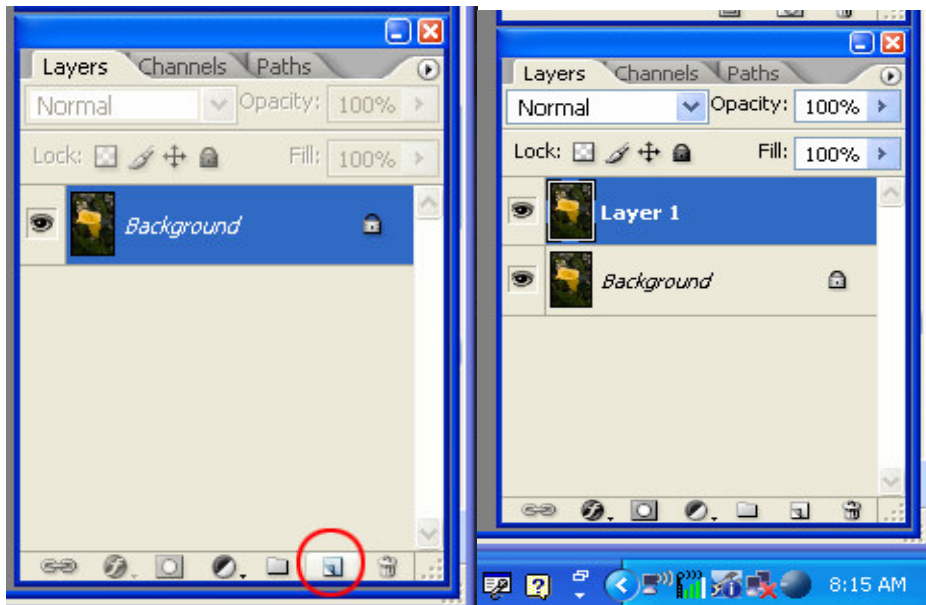 Layers Channels Paths
Normal Opacity: 100%
Lock: Fill: 100%
Background
Layers Channels Paths
Normal Opacity: 100%
Lock: Fill: 100%
Layer 1
Background
8:15 AM